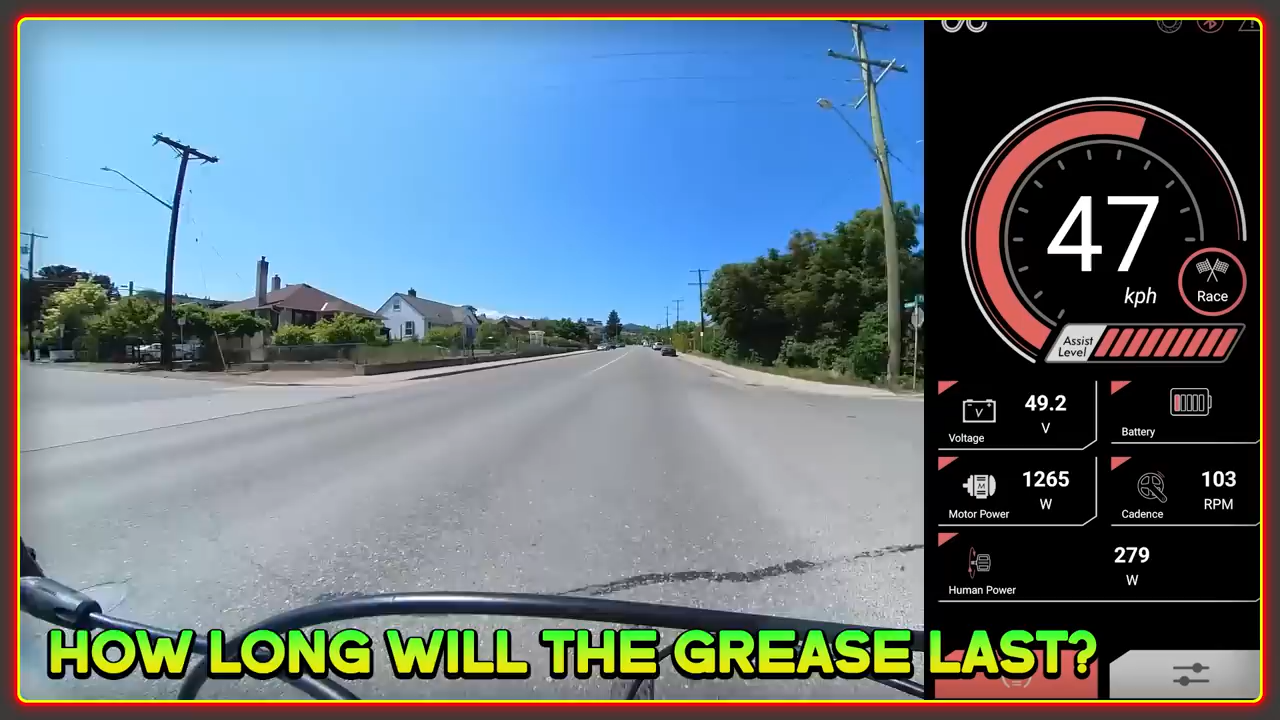 47
kph
Race
Assist
Level
49.2
V
Voltage
Battery
1265
W
Motor Power
103
RPM
Cadence
279
W
Human Power
HOW LONG WILL THE GREASE LAST?